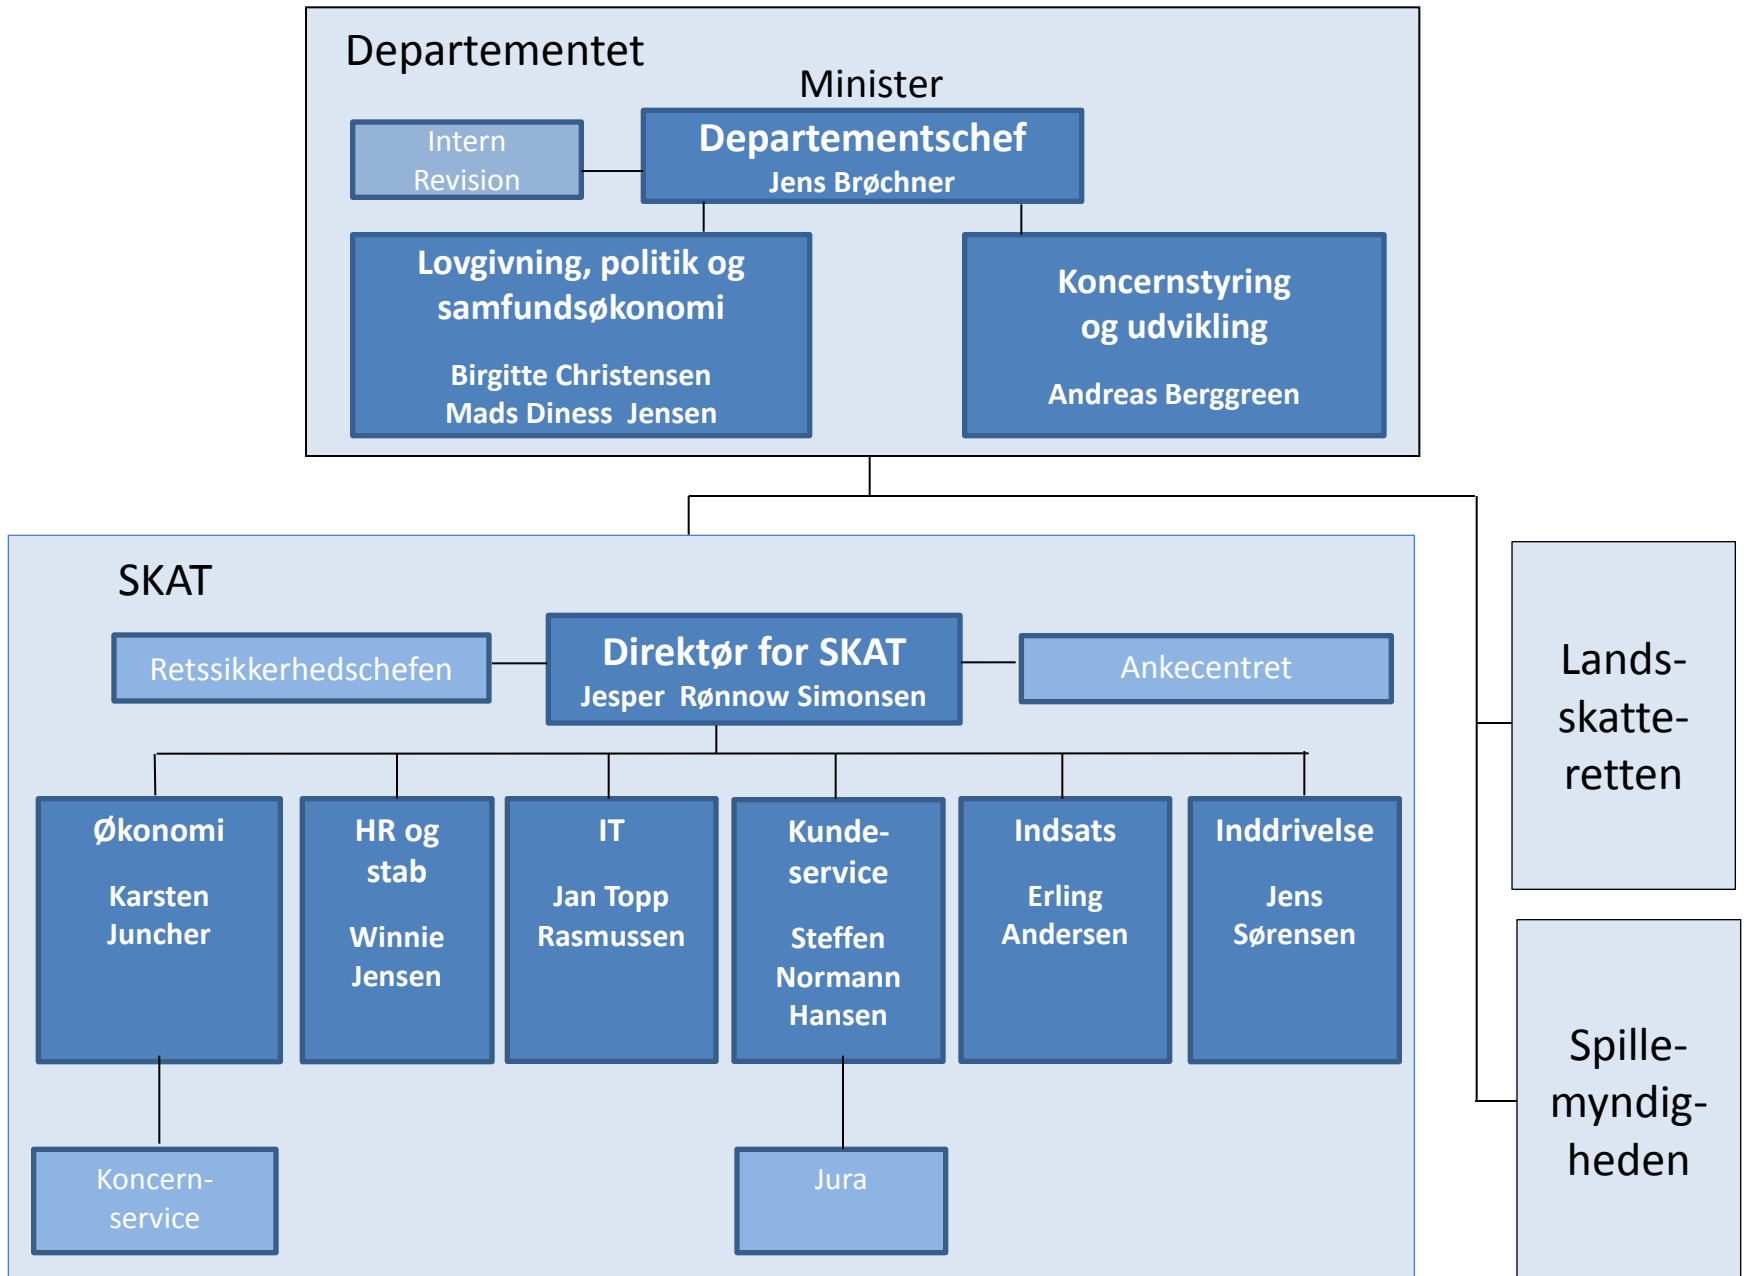 Departementet
Minister
Intern
Revision
Departementschef
Jens Brøchner
Lovgivning, politik og
samfundsøkonomi
Birgitte Christensen
Mads Diness Jensen
Koncernstyring
og udvikling
Andreas Berggreen
SKAT
Retssikkerhedschefen
Direktør for SKAT
Jesper Rønnow Simonsen
Ankecentret
Økonomi
Karsten
Juncher
HR og
stab
Winnie
Jensen
IT
Jan Topp
Rasmussen
Kunde-
service
Steffen
Normann
Hansen
Indsats
Erling
Andersen
Inddrivelse
Jens
Sørensen
Koncern-
service
Jura
Lands-
skatte-
retten
Spille-
myndig-
heden